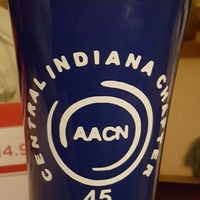 CENTRAL INDIANA CHAPTER
AACN
45